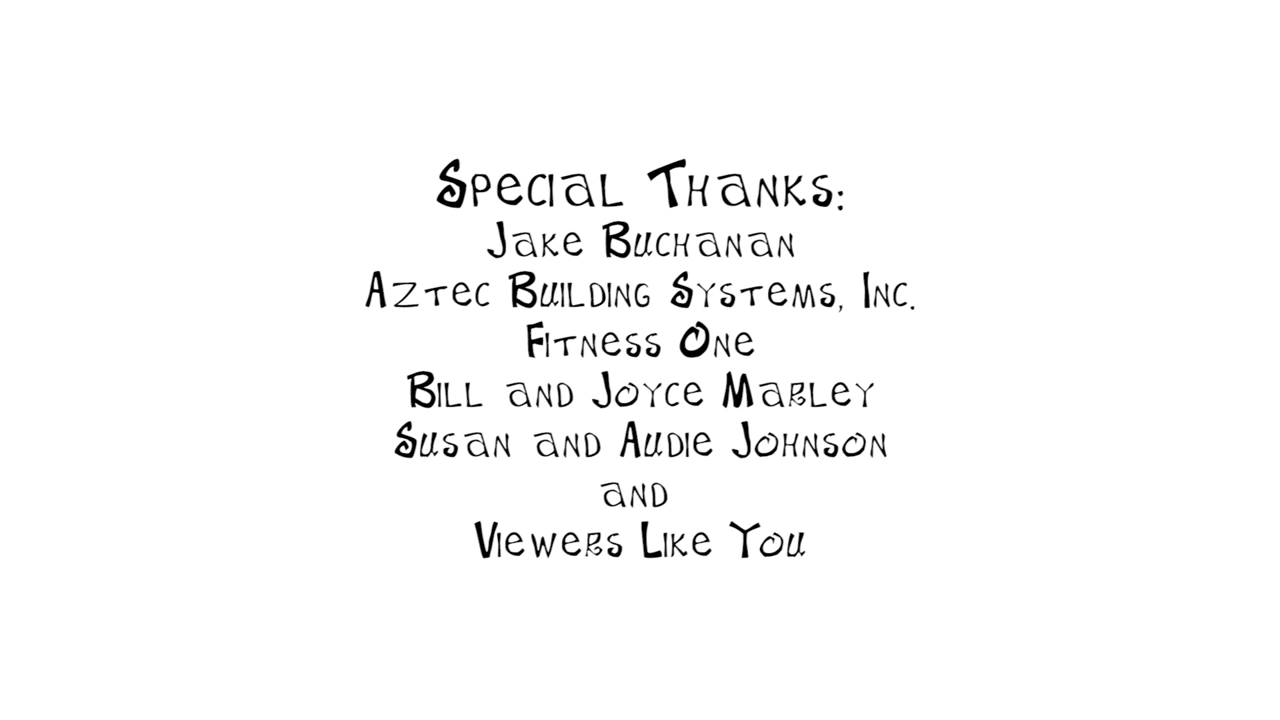 Special Thanks:
Jake Buchanan
Aztec Building Systems, Inc.
Fitness One
Bill and Joyce Marley
Susan and Audie Johnson
and
Viewers Like You